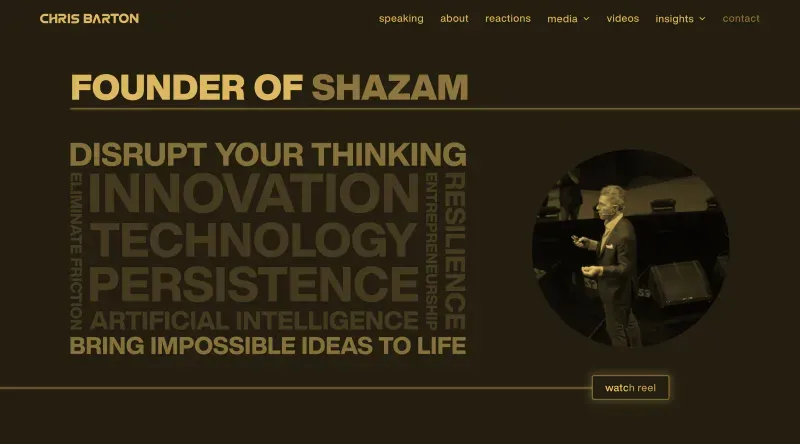 CHRIS BARTON
speaking about reactions media videos insights contact
FOUNDER OF SHAZAM
DISRUPT YOUR THINKING
ELIMINATE FRICTION
INNOVATION
TECHNOLOGY
PERSISTENCE
ARTIFICIAL INTELLIGENCE
ENTREPRENEURSHIP
RESILIENCE
BRING IMPOSSIBLE IDEAS TO LIFE
watch reel